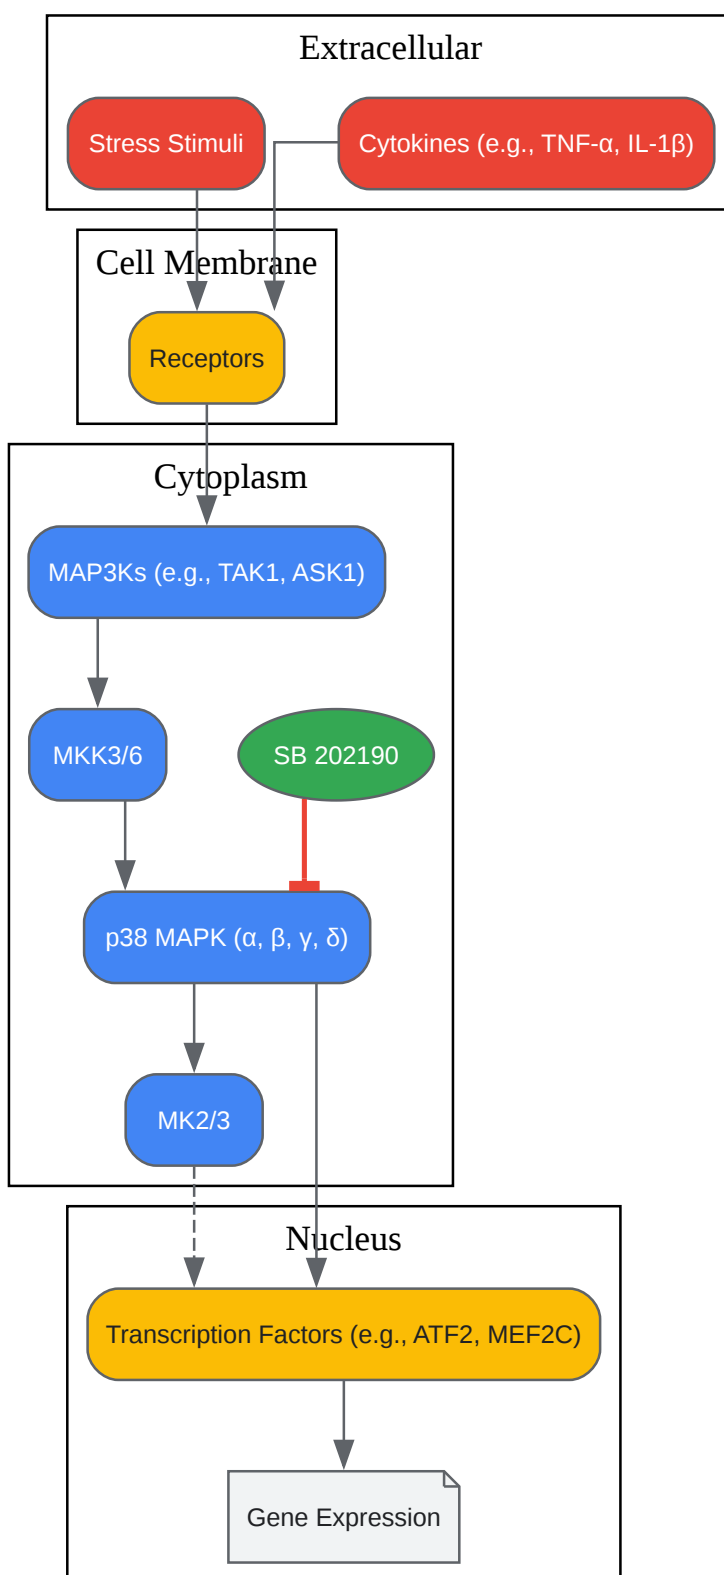 Extracellular
Stress Stimuli
Cytokines (e.g., TNF-α, IL-1β)
Cell Membrane
Receptors
Cytoplasm
MAP3Ks (e.g., TAK1, ASK1)
MKK3/6
SB 202190
p38 MAPK (α, β, γ, δ)
MK2/3
Nucleus
Transcription Factors (e.g., ATF2, MEF2C)
Gene Expression